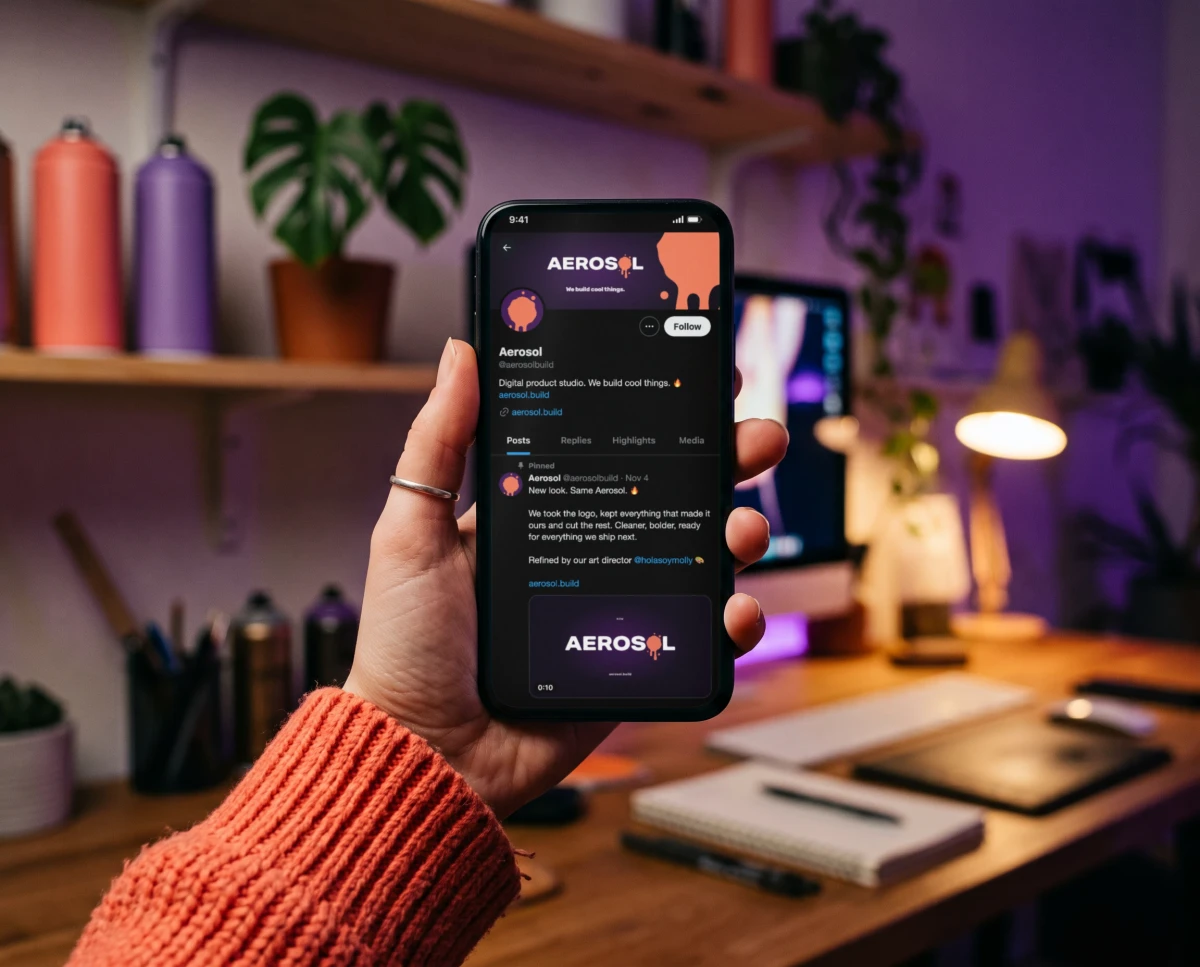 9:41
AEROSOL
We build cool things.
Follow
Aerosol
@aerosolbuild
Digital product studio. We build cool things. 🔥
aerosol.build
aerosol.build
Posts Replies Highlights Media
Pinned
Aerosol @aerosolbuild · Nov 4
New look. Same Aerosol. 🔥
We took the logo, kept everything that made it
ours and cut the rest. Cleaner, bolder, ready
for everything we ship next.
Refined by our art director @holasoymolly 🎨
aerosol.build
AEROSOL
aerosol.build
0:10